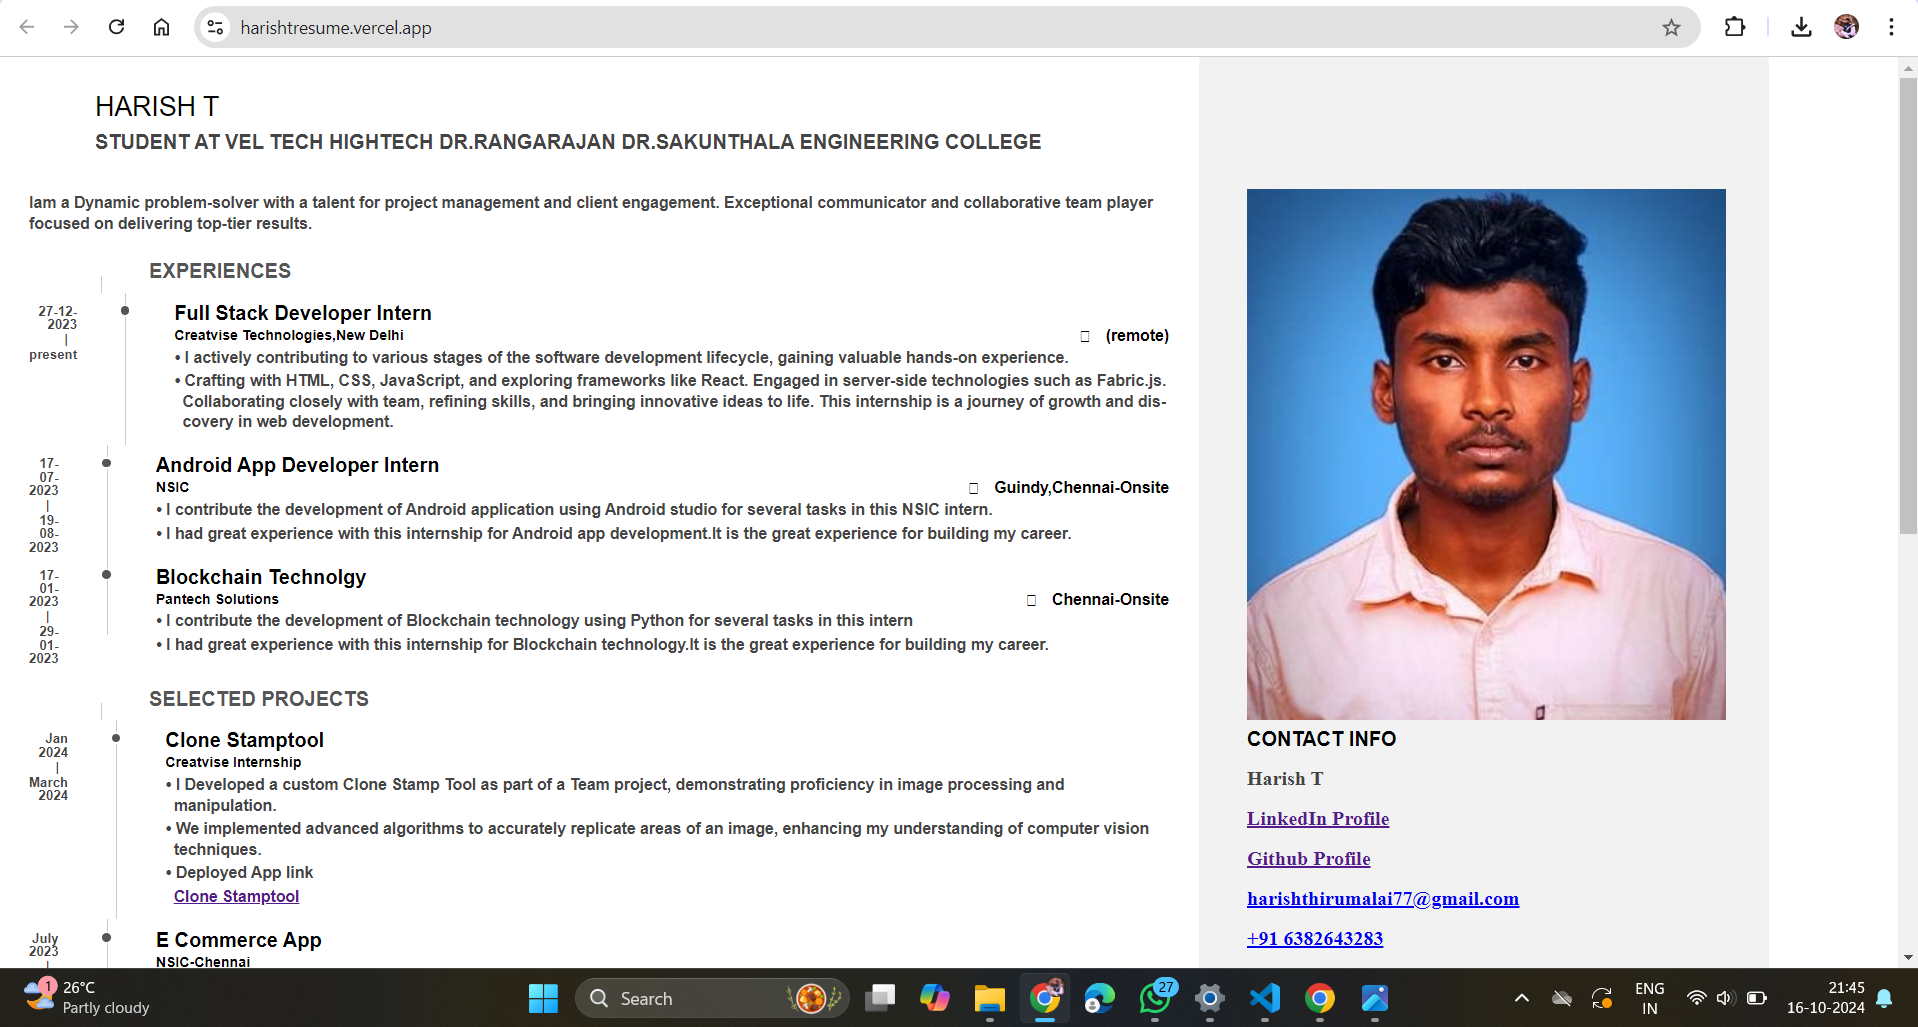 harishtresume.vercel.app
HARISH T
STUDENT AT VEL TECH HIGHTECH DR.RANGARAJAN DR.SAKUNTHALA ENGINEERING COLLEGE
Iam a Dynamic problem-solver with a talent for project management and client engagement. Exceptional communicator and collaborative team player
focused on delivering top-tier results.
EXPERIENCES
27-12-
2023
|
present
Full Stack Developer Intern
Creatvise Technologies,New Delhi
(remote)
• I actively contributing to various stages of the software development lifecycle, gaining valuable hands-on experience.
• Crafting with HTML, CSS, JavaScript, and exploring frameworks like React. Engaged in server-side technologies such as Fabric.js.
Collaborating closely with team, refining skills, and bringing innovative ideas to life. This internship is a journey of growth and dis-
covery in web development.
17-
07-
2023
|
19-
08-
2023
Android App Developer Intern
NSIC
Guindy,Chennai-Onsite
• I contribute the development of Android application using Android studio for several tasks in this NSIC intern.
• I had great experience with this internship for Android app development.It is the great experience for building my career.
17-
01-
2023
|
29-
01-
2023
Blockchain Technolgy
Pantech Solutions
Chennai-Onsite
• I contribute the development of Blockchain technology using Python for several tasks in this intern
• I had great experience with this internship for Blockchain technology.It is the great experience for building my career.
SELECTED PROJECTS
Jan
2024
|
March
2024
Clone Stamptool
Creatvise Internship
• I Developed a custom Clone Stamp Tool as part of a Team project, demonstrating proficiency in image processing and
manipulation.
• We implemented advanced algorithms to accurately replicate areas of an image, enhancing my understanding of computer vision
techniques.
• Deployed App link
Clone Stamptool
July
2023
|
E Commerce App
NSIC-Chennai
CONTACT INFO
Harish T
LinkedIn Profile
Github Profile
harishthirumalai77@gmail.com
+91 6382643283
1
26°C
Partly cloudy
Search
27
ENG
IN
21:45
16-10-2024